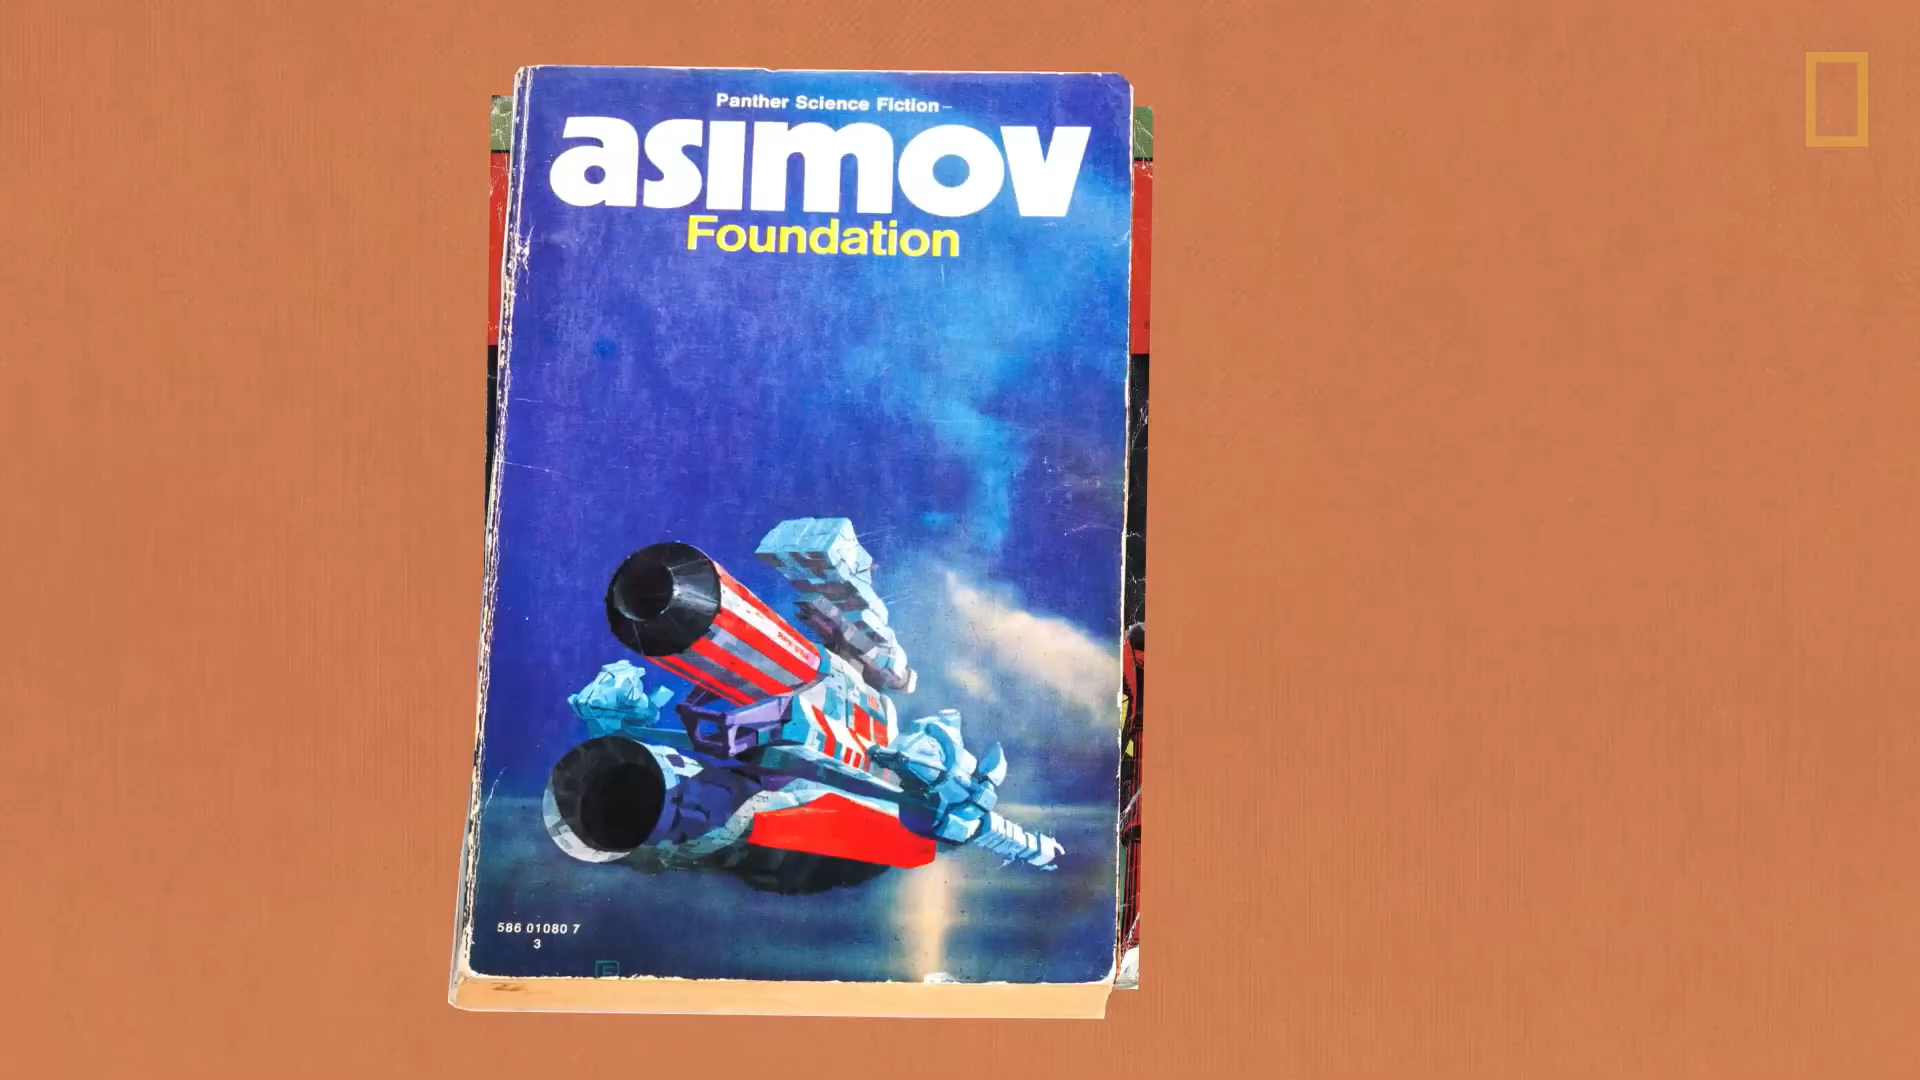 Panther Science Fiction
asimov
Foundation
586 01080 7
3